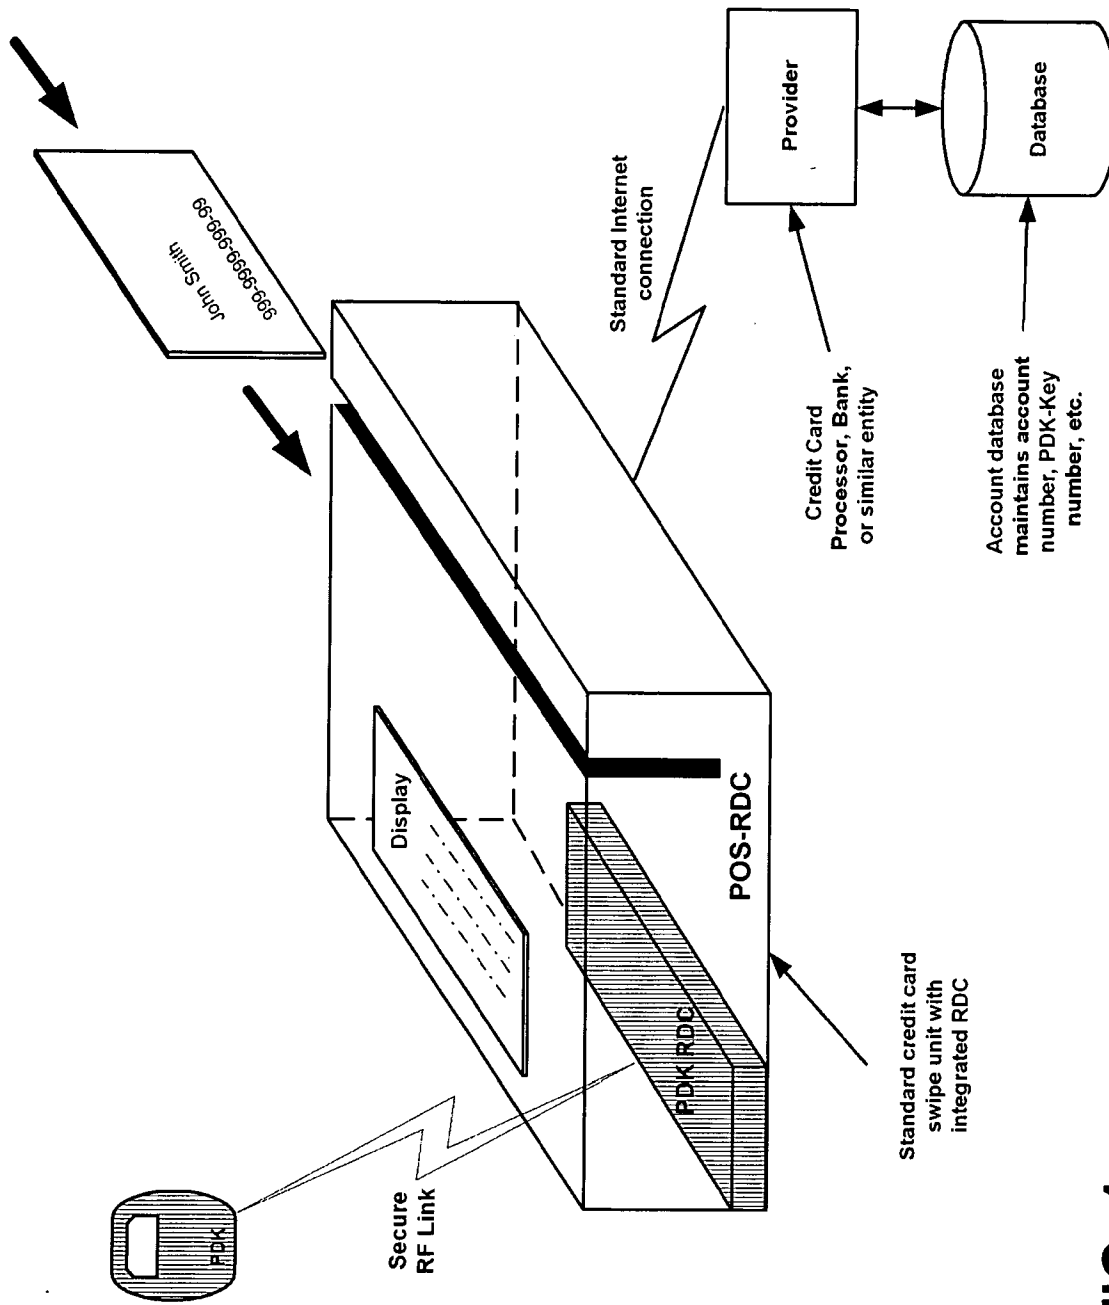 John Smith
999-9999-999-99
Display
PDK
Secure
RF Link
PDK RDC
POS-RDC
Standard credit card
swipe unit with
integrated RDC
Standard Internet
connection
Provider
Credit Card
Processor, Bank,
or similar entity
Database
Account database
maintains account
number, PDK-Key
number, etc.